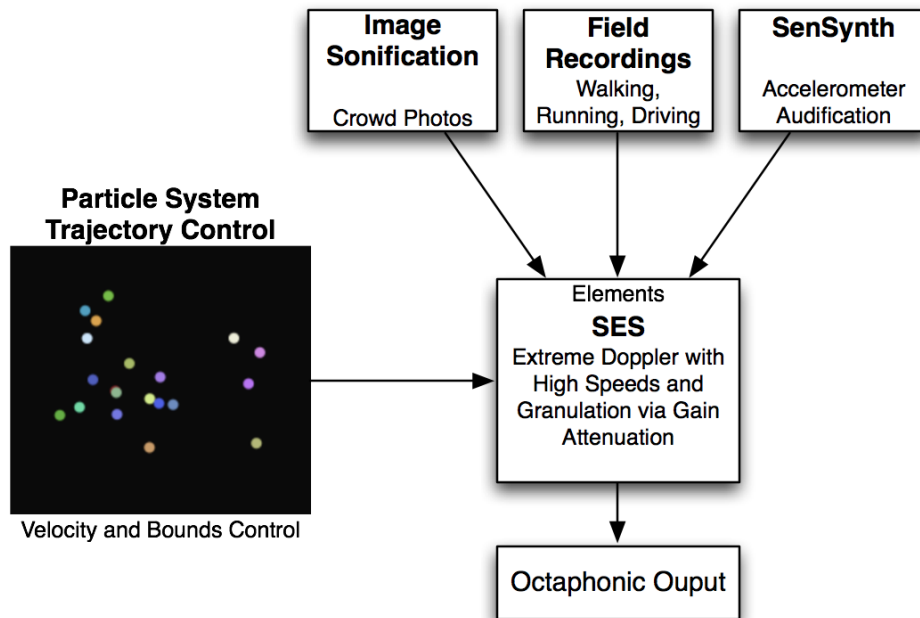 Image
Sonification
Crowd Photos
Field
Recordings
Walking,
Running, Driving
SenSynth
Accelerometer
Audification
Particle System
Trajectory Control
Velocity and Bounds Control
Elements
SES
Extreme Doppler with
High Speeds and
Granulation via Gain
Attenuation
Octaphonic Ouput